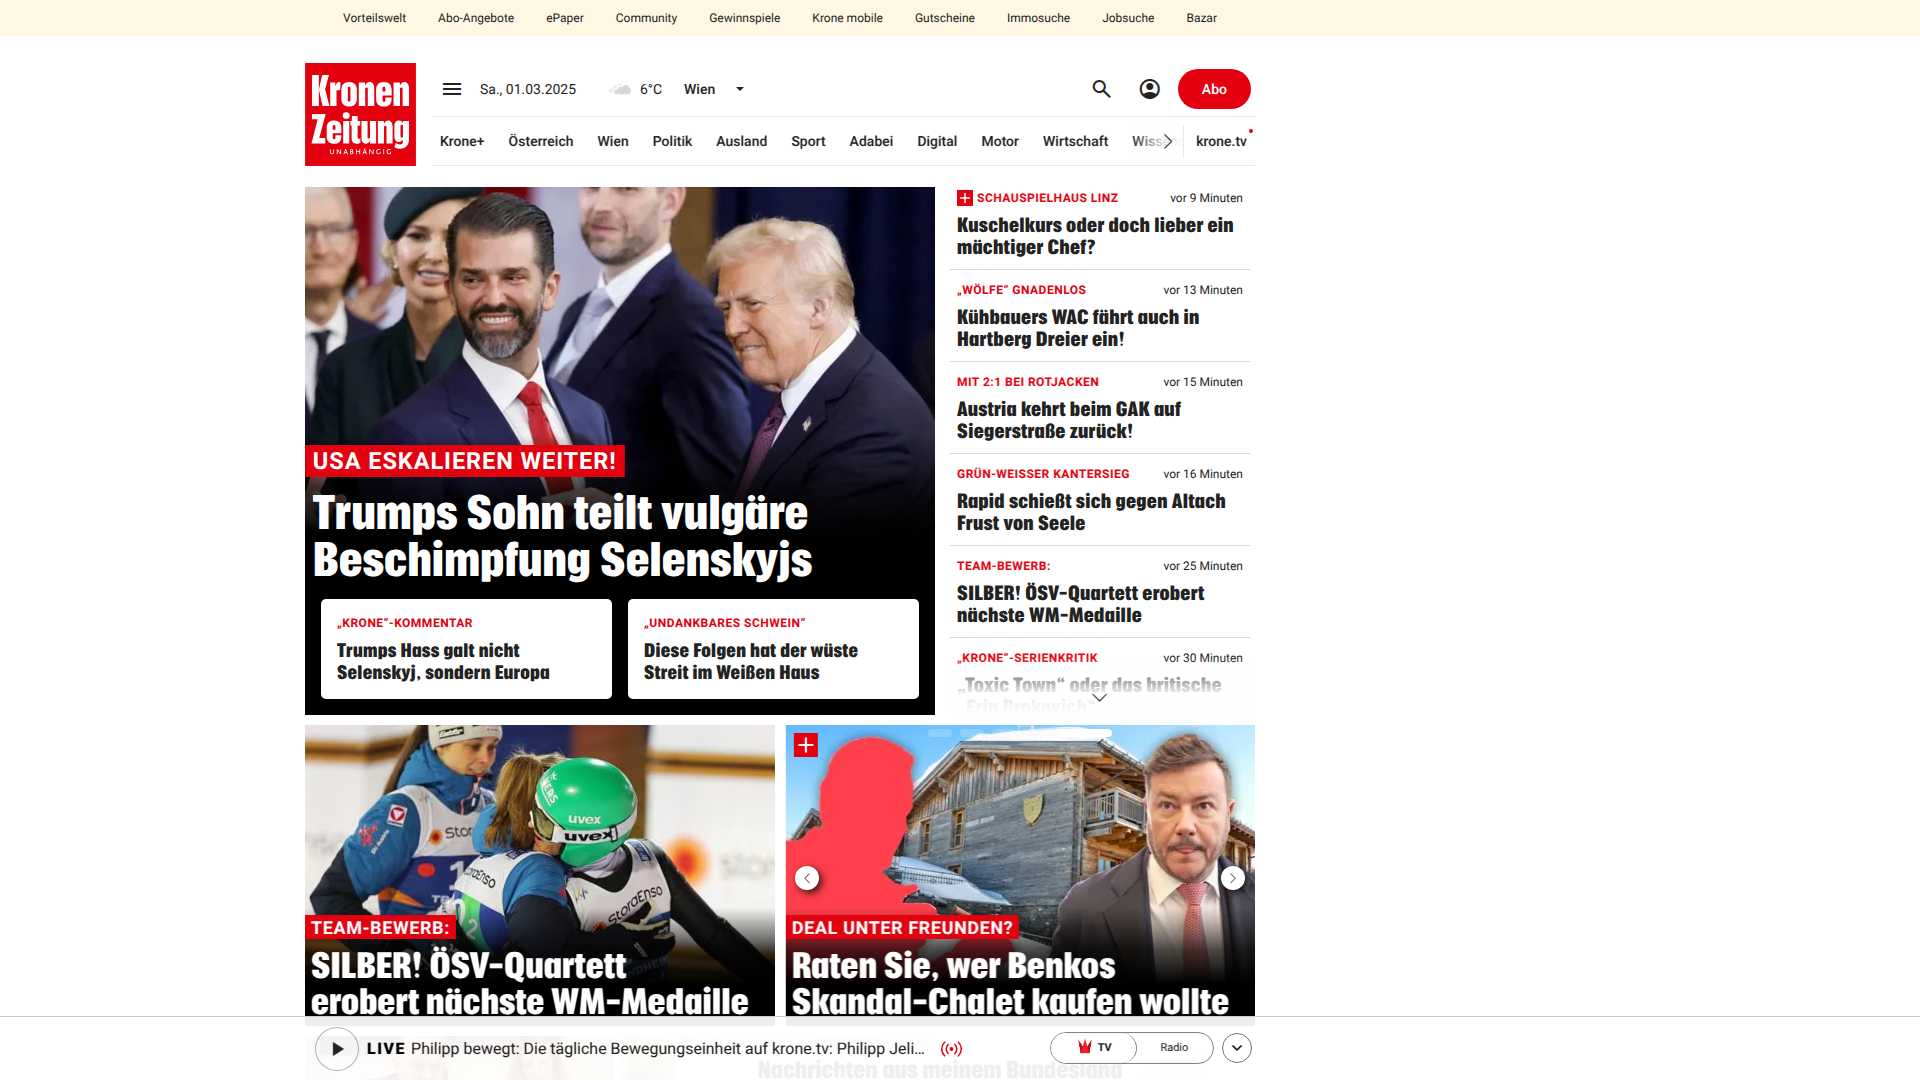 Vorteilswelt Abo-Angebote ePaper Community Gewinnspiele Krone mobile Gutscheine Immosuche Jobsuche Bazar
Kronen
Zeitung
UNABHÄNGIG
Sa., 01.03.2025 6°C Wien Abo
Krone+ Österreich Wien Politik Ausland Sport Adabei Digital Motor Wirtschaft krone.tv
USA ESKALIEREN WEITER!
Trumps Sohn teilt vulgäre
Beschimpfung Selenskyjs
„KRONE“-KOMMENTAR
Trumps Hass galt nicht
Selenskyj, sondern Europa
„UNDANKBARES SCHWEIN“
Diese Folgen hat der wüste
Streit im Weißen Haus
SCHAUSPIELHAUS LINZ vor 9 Minuten
Kuschelkurs oder doch lieber ein
mächtiger Chef?
„WÖLFE“ GNADENLOS vor 13 Minuten
Kühbauers WAC fährt auch in
Hartberg Dreier ein!
MIT 2:1 BEI ROTJACKEN vor 15 Minuten
Austria kehrt beim GAK auf
Siegerstraße zurück!
GRÜN-WEISSER KANTERSIEG vor 16 Minuten
Rapid schießt sich gegen Altach
Frust von Seele
TEAM-BEWERB: vor 25 Minuten
SILBER! ÖSV-Quartett erobert
nächste WM-Medaille
„KRONE“-SERIENKRITIK vor 30 Minuten
„Toxic Town“ oder das britische
„Erin Brokovich“
uvex
uvex
StoraEnso
StoraEnso
TEAM-BEWERB:
SILBER! ÖSV-Quartett
erobert nächste WM-Medaille
DEAL UNTER FREUNDEN?
Raten Sie, wer Benkos
Skandal-Chalet kaufen wollte
LIVE Philipp bewegt: Die tägliche Bewegungseinheit auf krone.tv: Philipp Jeli... TV Radio
Nachrichten aus meinem Bundesland